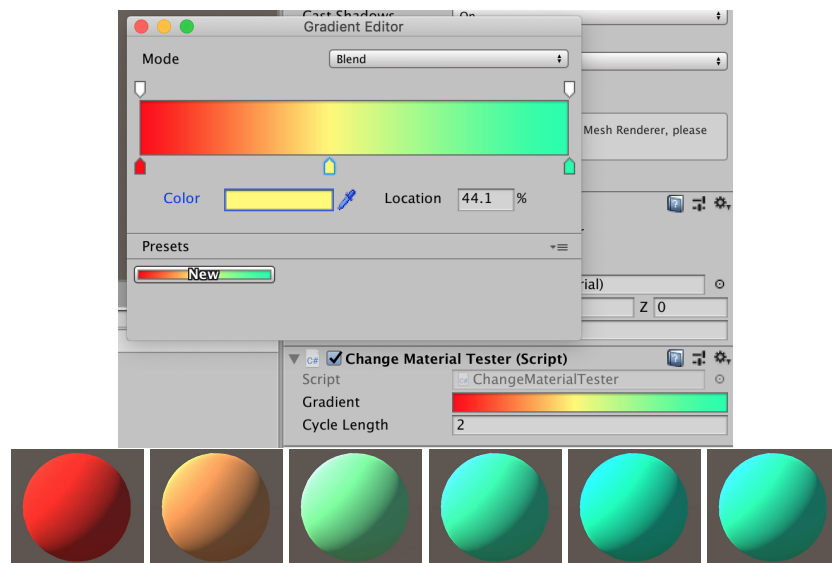 Cast Shadows
On
Gradient Editor
Mode
Blend
Mesh Renderer, please
Color
Location
44.1
%
Presets
New
rial)
Z
0
C#
Change Material Tester (Script)
Script
ChangeMaterialTester
Gradient
Cycle Length
2